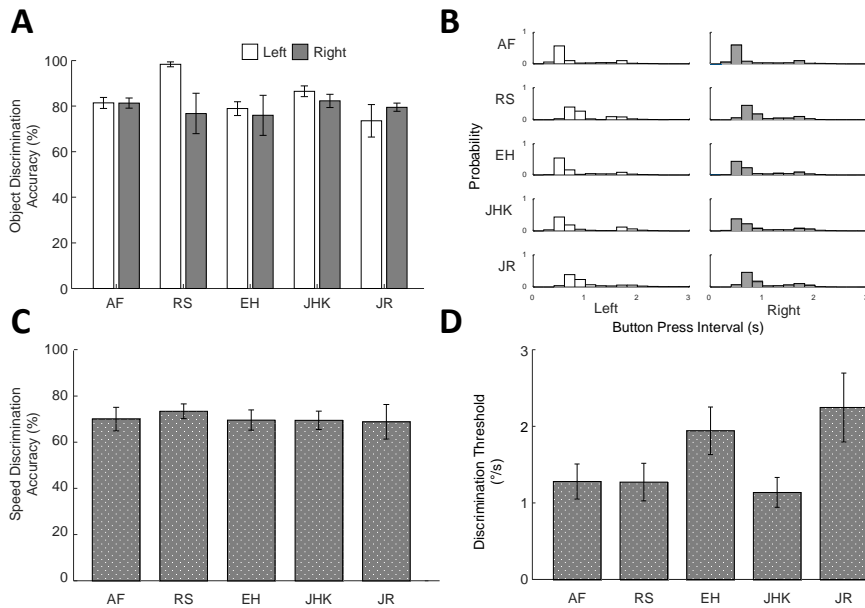 A
Left
Right
100
80
60
40
20
0
Object Discrimination
Accuracy (%)
AF
RS
EH
JHK
JR
B
AF
RS
EH
JHK
JR
Probability
1
0
1
0
1
0
1
0
1
0
1
0
1
0
1
0
1
0
1
0
0 1 2 3
0 1 2 3
Left
Right
Button Press Interval (s)
C
100
80
60
40
20
0
Speed Discrimination
Accuracy (%)
AF
RS
EH
JHK
JR
D
3
2
1
0
Discrimination Threshold
(°/s)
AF
RS
EH
JHK
JR